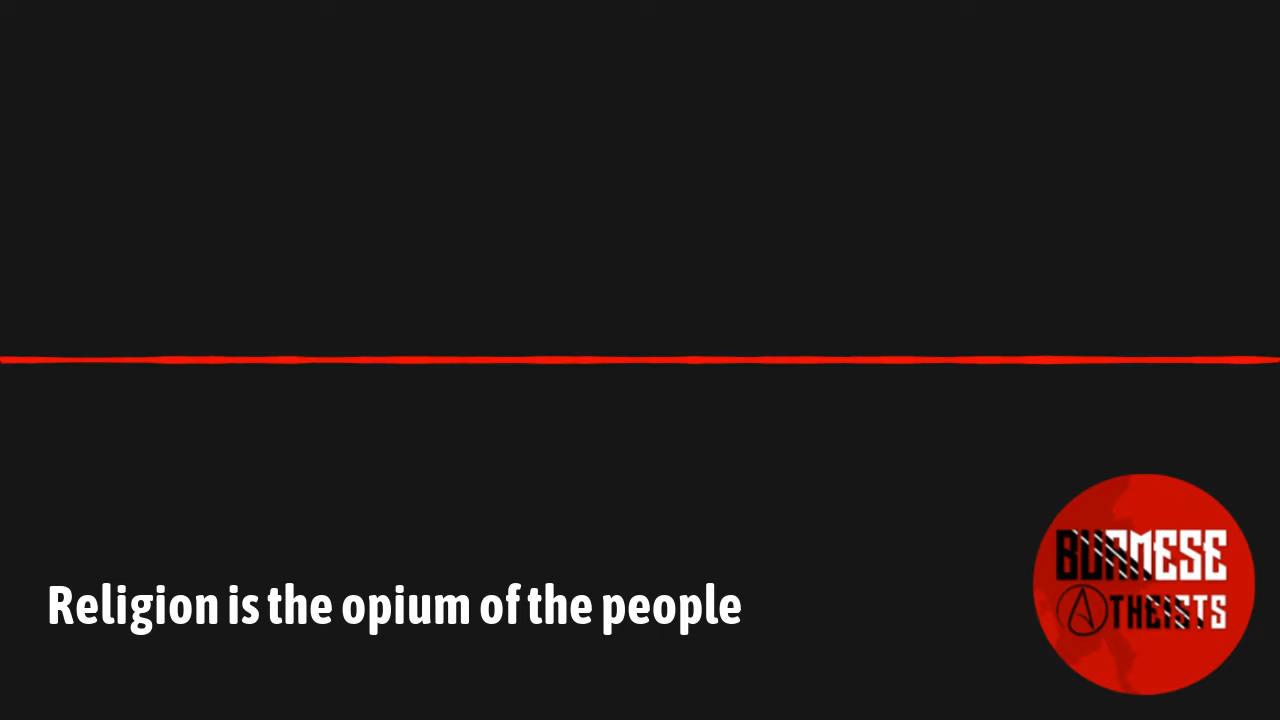 Religion is the opium of the people
BURMESE
ATHEISTS